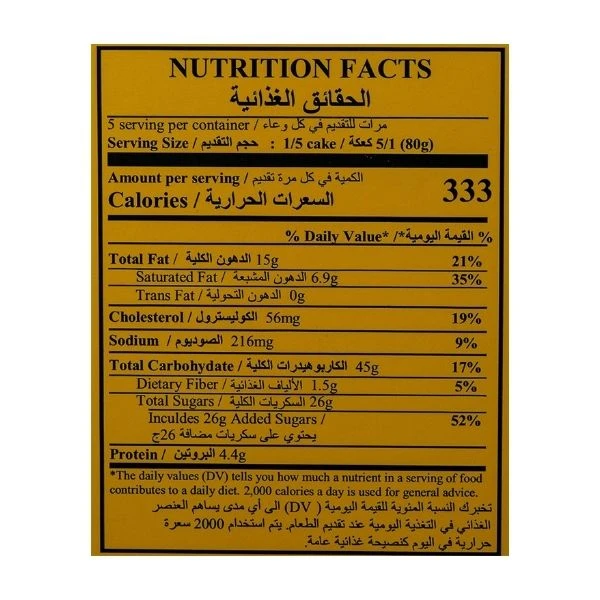 NUTRITION FACTS
الحقائق الغذائية
5 serving per container / مرات للتقديم في كل وعاء
Serving Size / حجم التقديم : 1/5 cake / كعكة 5/1 (80g)
Amount per serving / الكمية في كل مرة تقديم
Calories / السعرات الحرارية 333
% Daily Value* /*القيمة اليومية %
Total Fat / الدهون الكلية 15g 21%
Saturated Fat / الدهون المشبعة 6.9g 35%
Trans Fat / الدهون التحولية 0g
Cholesterol / الكوليسترول 56mg 19%
Sodium / الصوديوم 216mg 9%
Total Carbohydate / الكاربوهيدرات الكلية 45g 17%
Dietary Fiber / الألياف الغذائية 1.5g 5%
Total Sugars / السكريات الكلية 26g
Inculdes 26g Added Sugars / 52%
يحتوي على سكريات مضافة 26ج
Protein / البروتين 4.4g
*The daily values (DV) tells you how much a nutrient in a serving of food
contributes to a daily diet. 2,000 calories a day is used for general advice.
تخبرك النسبة المئوية للقيمة اليومية ( DV) الى أي مدى يساهم العنصر
الغذائي في التغذية اليومية عند تقديم الطعام. يتم استخدام 2000 سعرة
حرارية في اليوم كنصيحة غذائية عامة.